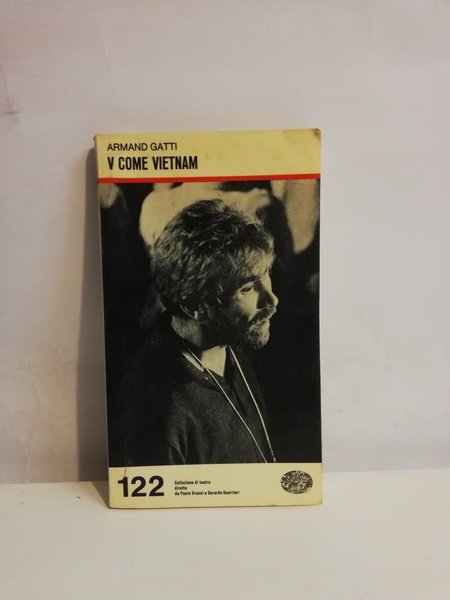 ARMAND GATTI
V COME VIETNAM
122
Collezione di teatro
diretta
da Paolo Grassi e Gerardo Guerrieri